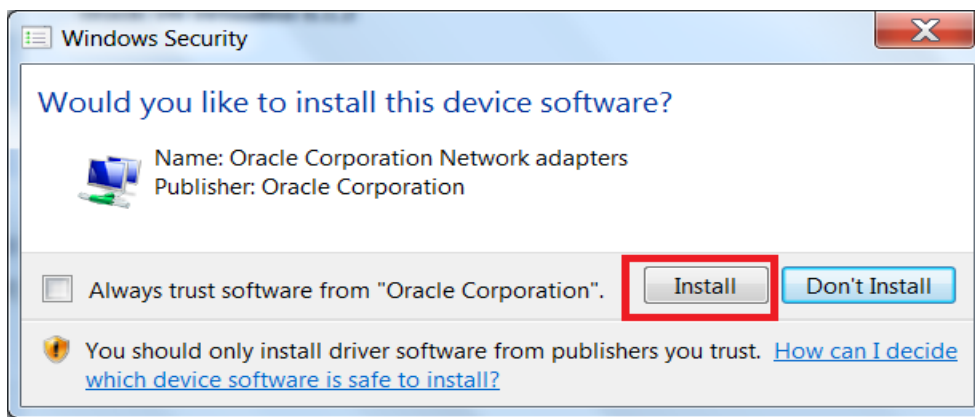 Windows Security
Would you like to install this device software?
Name: Oracle Corporation Network adapters
Publisher: Oracle Corporation
Always trust software from "Oracle Corporation".
Install
Don't Install
You should only install driver software from publishers you trust. How can I decide
which device software is safe to install?